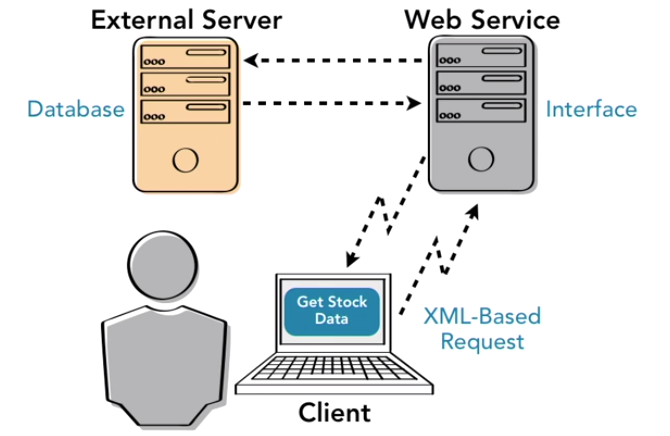 External Server
Web Service
Database
Interface
Get Stock
Data
XML-Based
Request
Client